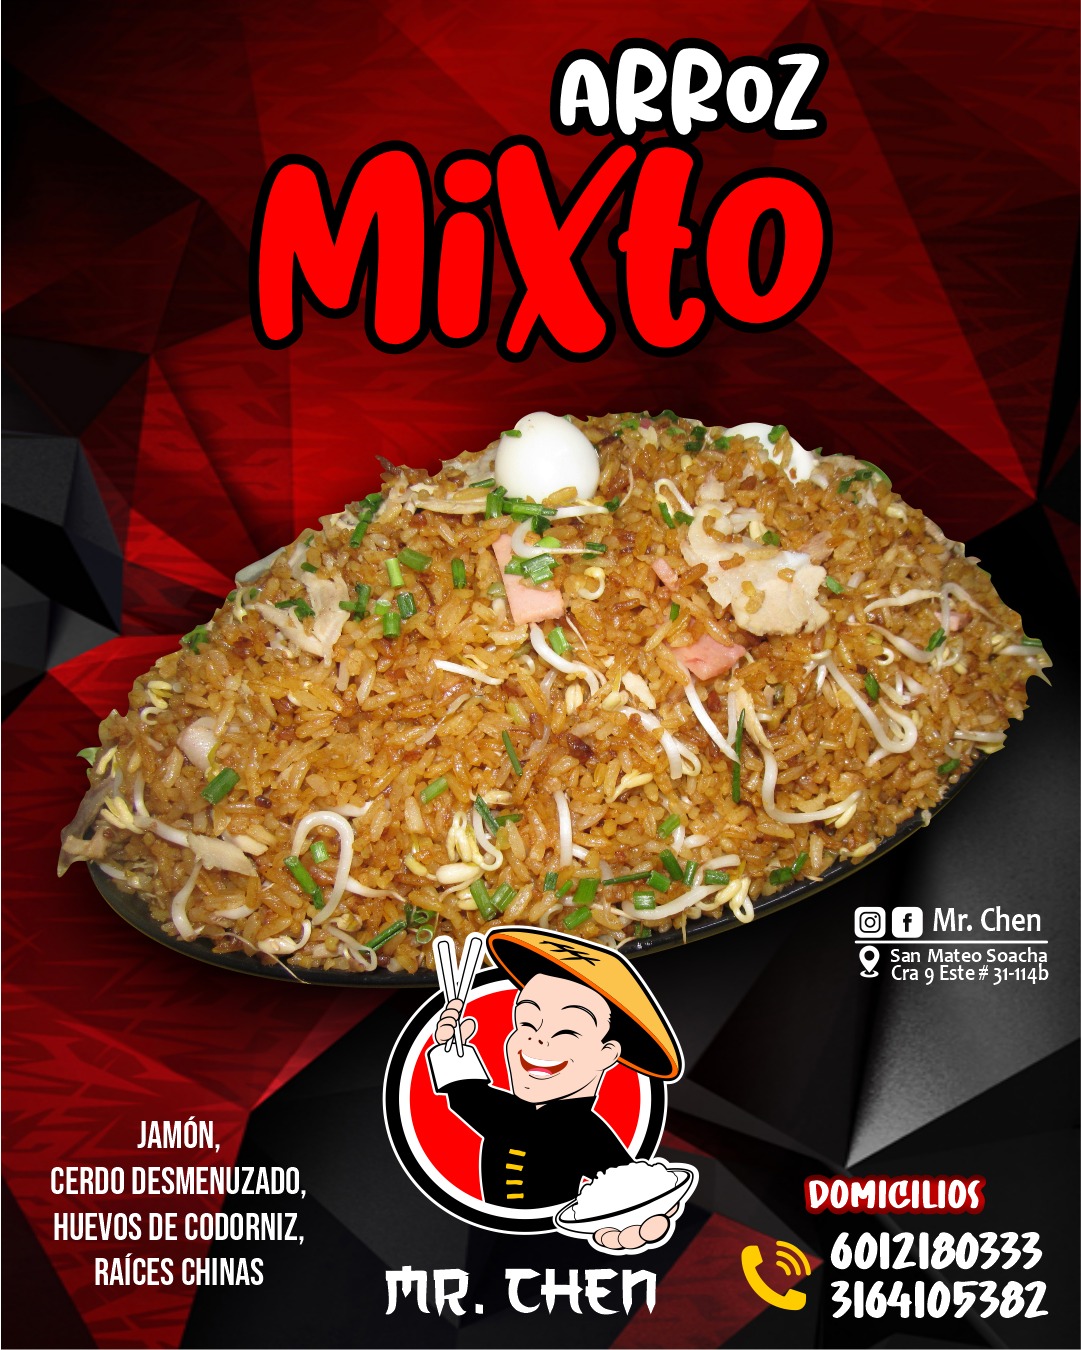 ARROZ
MiXto
Mr. Chen
San Mateo Soacha
Cra 9 Este # 31-114b
JAMÓN,
CERDO DESMENUZADO,
HUEVOS DE CODORNIZ,
RAÍCES CHINAS
MR. CHEN
DOMICILIOS
6012180333
3164105382